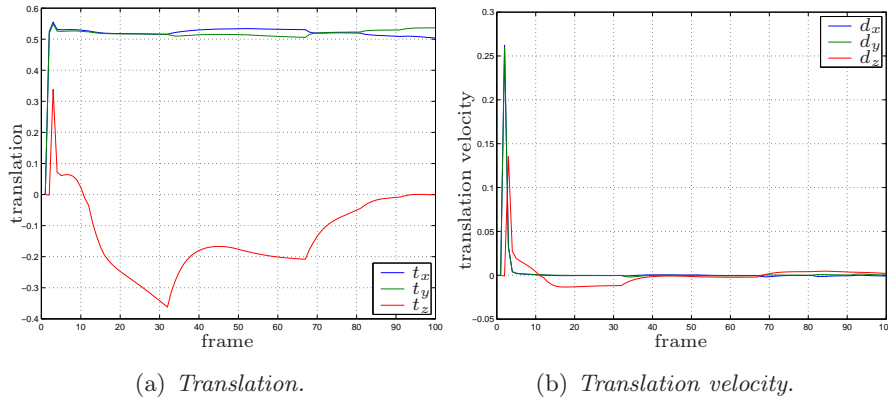 0.6
0.5
0.4
0.3
0.2
0.1
0
−0.1
−0.2
−0.3
−0.4
translation
0 10 20 30 40 50 60 70 80 90 100
frame
t_x
t_y
t_z
(a) Translation.
0.3
0.25
0.2
0.15
0.1
0.05
0
−0.05
translation velocity
0 10 20 30 40 50 60 70 80 90 100
frame
d_x
d_y
d_z
(b) Translation velocity.